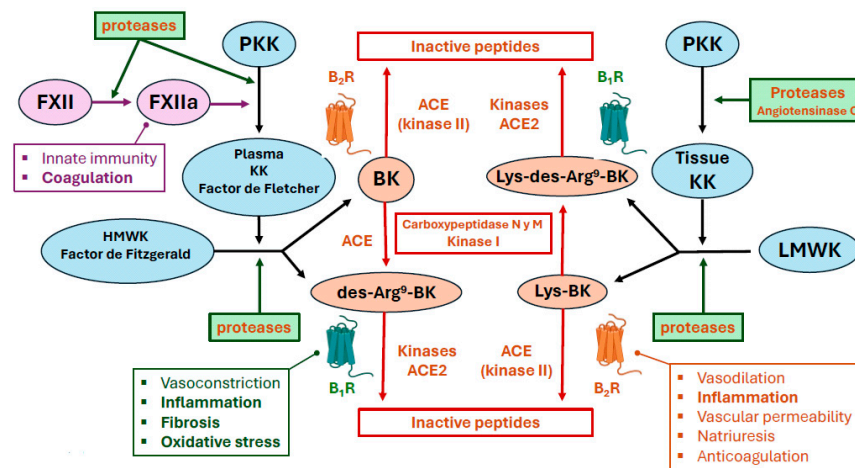 proteases
PKK
FXII
FXIIa
▪ Innate immunity
▪ Coagulation
Plasma
KK
Factor de Fletcher
HMWK
Factor de Fitzgerald
proteases
Inactive peptides
B₂R
ACE
(kinase II)
Kinases
ACE2
B₁R
BK
Lys-des-Arg⁹-BK
ACE
Carboxypeptidase N y M
Kinase I
des-Arg⁹-BK
Lys-BK
B₁R
Kinases
ACE2
ACE
(kinase II)
B₂R
Inactive peptides
PKK
Proteases
Angiotensinase C
Tissue
KK
LMWK
proteases
▪ Vasoconstriction
▪ Inflammation
▪ Fibrosis
▪ Oxidative stress
▪ Vasodilation
▪ Inflammation
▪ Vascular permeability
▪ Natriuresis
▪ Anticoagulation